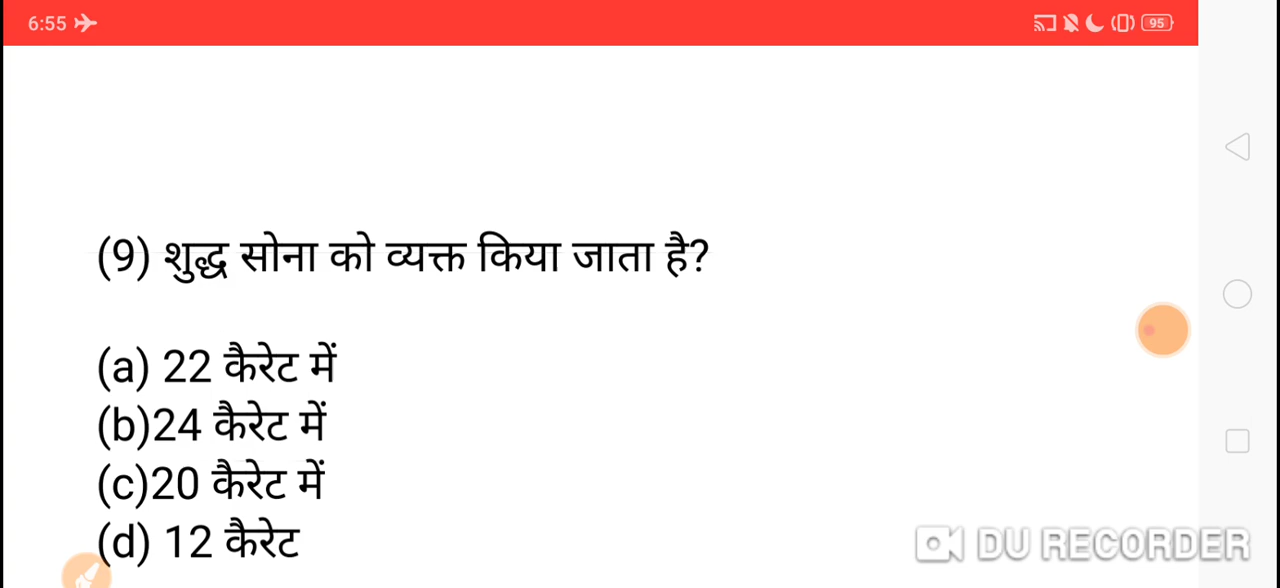 6:55
95
(9) शुद्ध सोना को व्यक्त किया जाता है?
(a) 22 कैरेट में
(b)24 कैरेट में
(c)20 कैरेट में
(d) 12 कैरेट
DU RECORDER